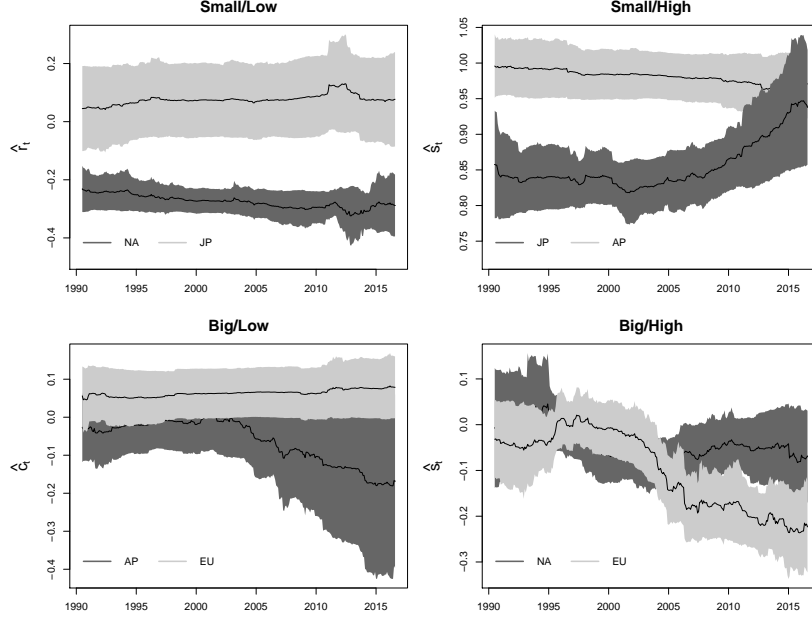 Small/Low
r̂t
0.2
0.0
−0.2
−0.4
NA JP
1990 1995 2000 2005 2010 2015
Small/High
ŝt
1.05
1.00
0.95
0.90
0.85
0.80
0.75
JP AP
1990 1995 2000 2005 2010 2015
Big/Low
ĉt
0.1
0.0
−0.1
−0.2
−0.3
−0.4
AP EU
1990 1995 2000 2005 2010 2015
Big/High
ŝt
0.1
0.0
−0.1
−0.2
−0.3
NA EU
1990 1995 2000 2005 2010 2015